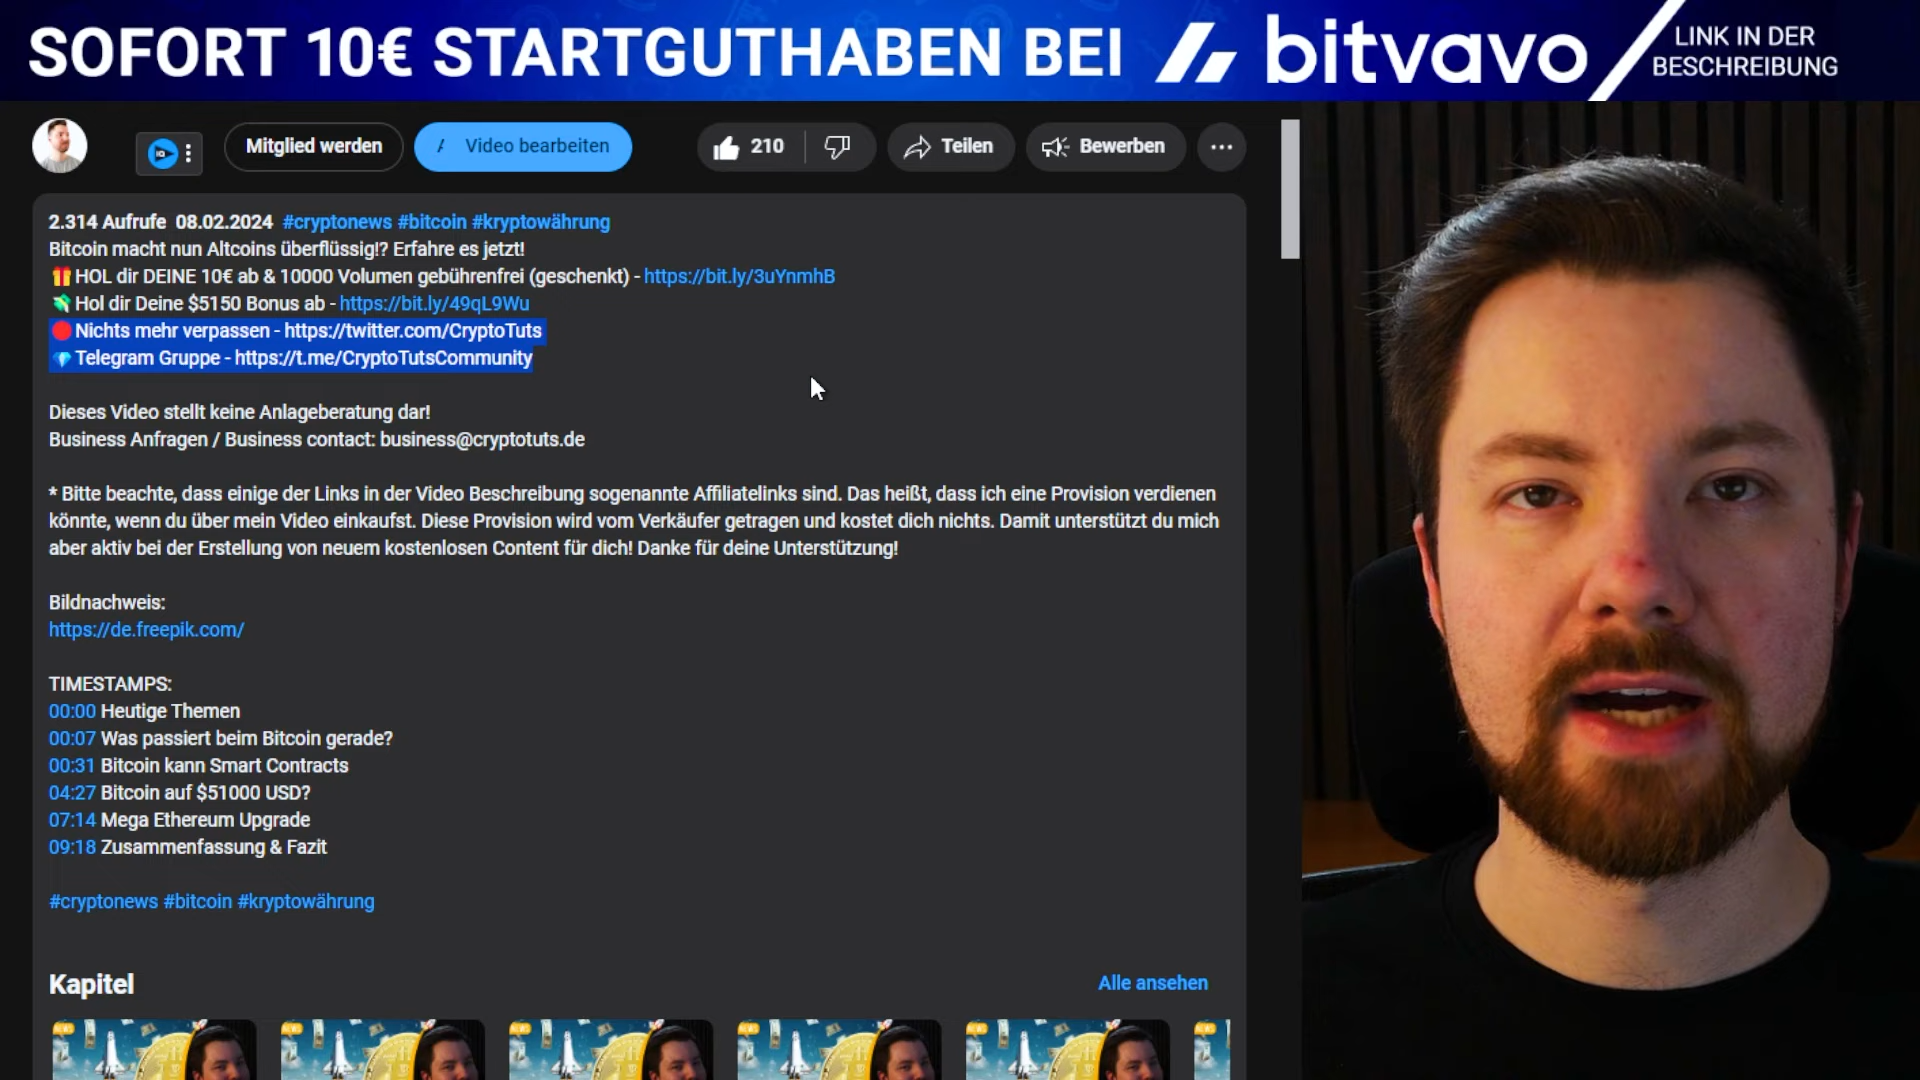 SOFORT 10€ STARTGUTHABEN BEI bitvavo
LINK IN DER
BESCHREIBUNG
Mitglied werden
Video bearbeiten
210
Teilen
Bewerben
2.314 Aufrufe 08.02.2024 #cryptonews #bitcoin #kryptowährung
Bitcoin macht nun Altcoins überflüssig!? Erfahre es jetzt!
🎁HOL dir DEINE 10€ ab & 10000 Volumen gebührenfrei (geschenkt) - https://bit.ly/3uYnmhB
💸Hol dir Deine $5150 Bonus ab - https://bit.ly/49qL9Wu
🔴Nichts mehr verpassen - https://twitter.com/CryptoTuts
💎Telegram Gruppe - https://t.me/CryptoTutsCommunity
Dieses Video stellt keine Anlageberatung dar!
Business Anfragen / Business contact: business@cryptotuts.de
* Bitte beachte, dass einige der Links in der Video Beschreibung sogenannte Affiliatelinks sind. Das heißt, dass ich eine Provision verdienen
könnte, wenn du über mein Video einkaufst. Diese Provision wird vom Verkäufer getragen und kostet dich nichts. Damit unterstützt du mich
aber aktiv bei der Erstellung von neuem kostenlosen Content für dich! Danke für deine Unterstützung!
Bildnachweis:
https://de.freepik.com/
TIMESTAMPS:
00:00 Heutige Themen
00:07 Was passiert beim Bitcoin gerade?
00:31 Bitcoin kann Smart Contracts
04:27 Bitcoin auf $51000 USD?
07:14 Mega Ethereum Upgrade
09:18 Zusammenfassung & Fazit
#cryptonews #bitcoin #kryptowährung
Kapitel
Alle ansehen